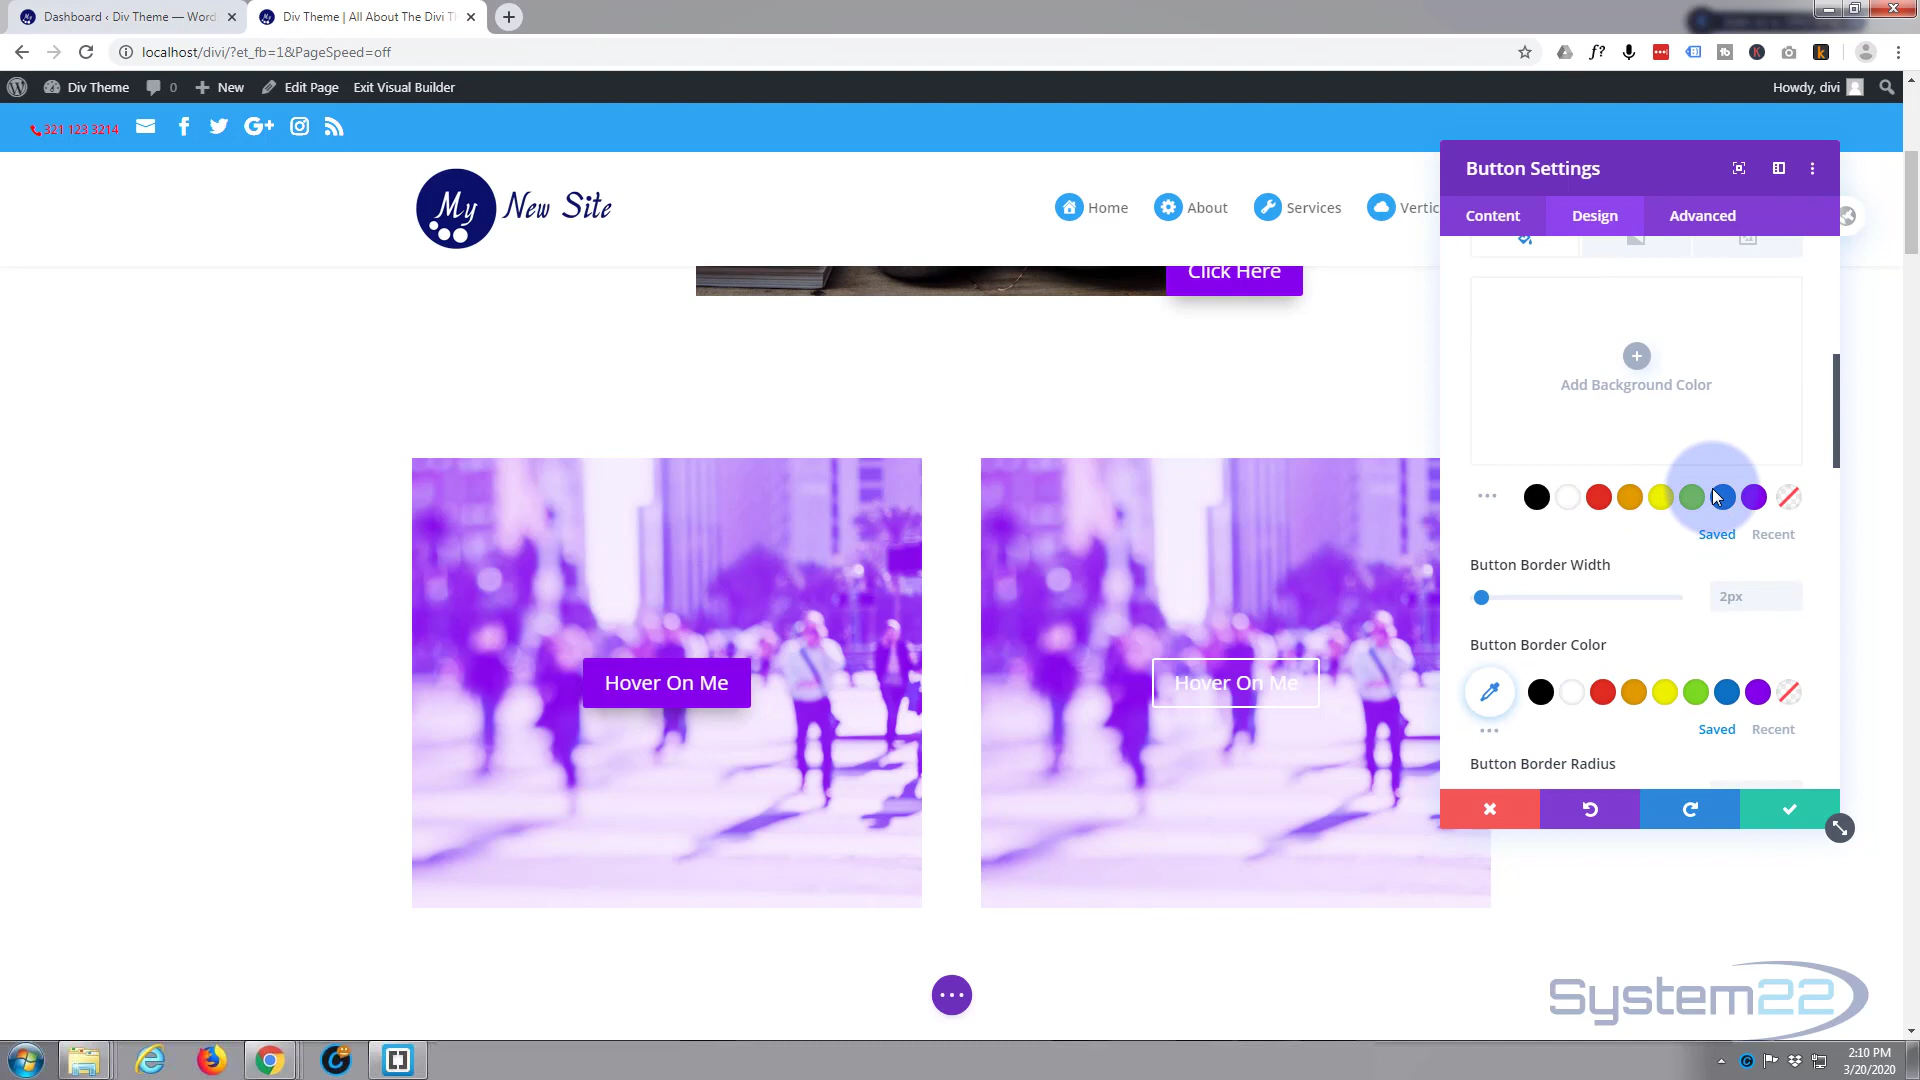 Dashboard ‹ Div Theme — Word
Div Theme | All About The Divi Th
localhost/divi/?et_fb=1&PageSpeed=off
Div Theme
0
New
Edit Page
Exit Visual Builder
Howdy, divi
321 123 3214
My New Site
Home
About
Services
Vertic
Click Here
Button Settings
Content
Design
Advanced
Add Background Color
Saved
Recent
Button Border Width
2px
Button Border Color
Saved
Recent
Button Border Radius
Hover On Me
Hover On Me
System22
2:10 PM
3/20/2020